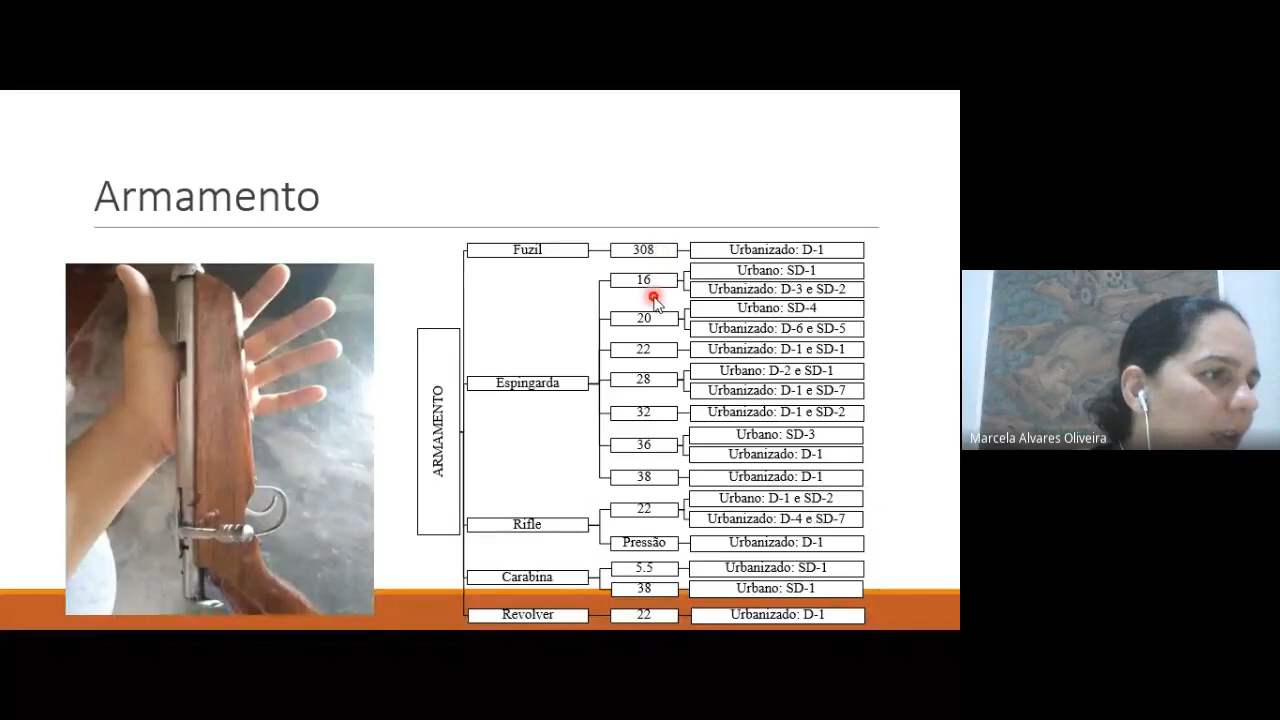 Armamento
ARMAMENTO
Fuzil
308
Urbanizado: D-1
Espingarda
16
Urbano: SD-1
Urbanizado: D-3 e SD-2
20
Urbano: SD-4
Urbanizado: D-6 e SD-5
22
Urbanizado: D-1 e SD-1
28
Urbano: D-2 e SD-1
Urbanizado: D-1 e SD-7
32
Urbanizado: D-1 e SD-2
36
Urbano: SD-3
Urbanizado: D-1
38
Urbanizado: D-1
Rifle
22
Urbano: D-1 e SD-2
Urbanizado: D-4 e SD-7
Pressão
Urbanizado: D-1
Carabina
5.5
Urbanizado: SD-1
38
Urbano: SD-1
Revolver
22
Urbanizado: D-1
Marcela Alvares Oliveira